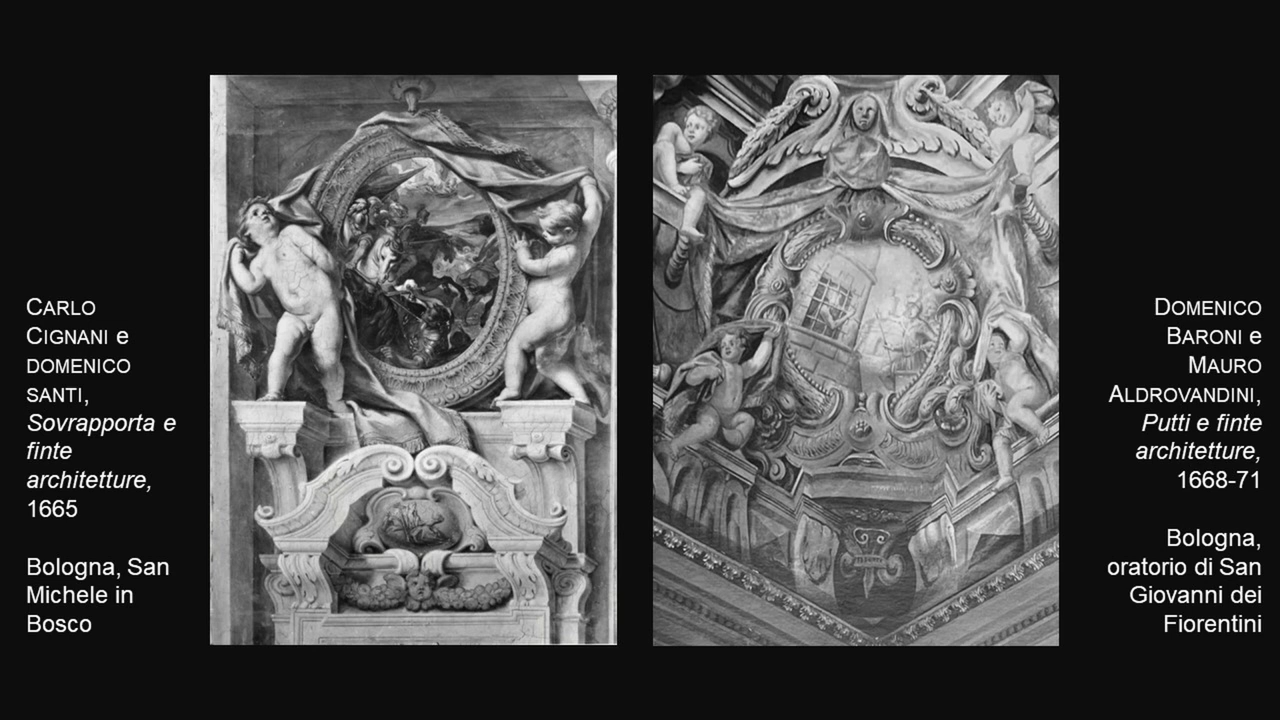 CARLO
CIGNANI e
DOMENICO
SANTI,
Sovrapporta e
finte
architetture,
1665
Bologna, San
Michele in
Bosco
DOMENICO
BARONI e
MAURO
ALDROVANDINI,
Putti e finte
architetture,
1668-71
Bologna,
oratorio di San
Giovanni dei
Fiorentini